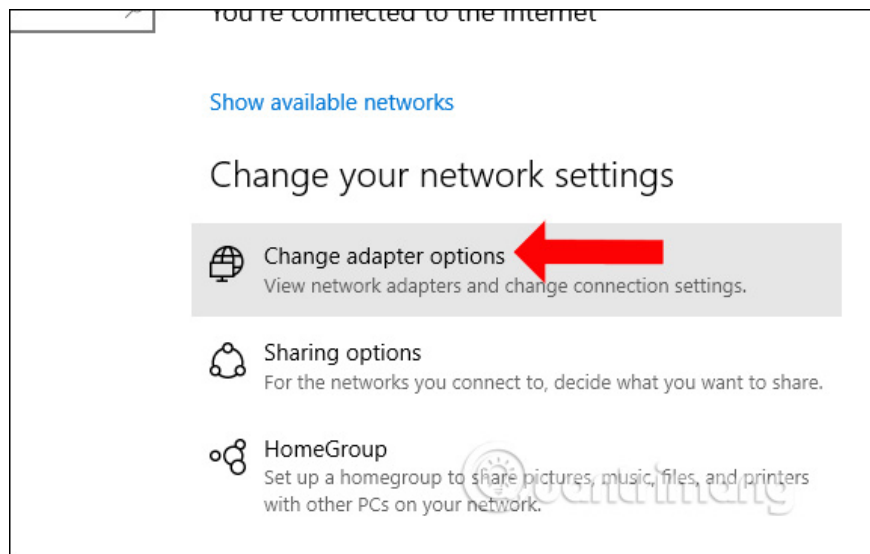 You're connected to the Internet
Show available networks
Change your network settings
Change adapter options
View network adapters and change connection settings.
Sharing options
For the networks you connect to, decide what you want to share.
HomeGroup
Set up a homegroup to share pictures, music, files, and printers
with other PCs on your network.
uantrimang